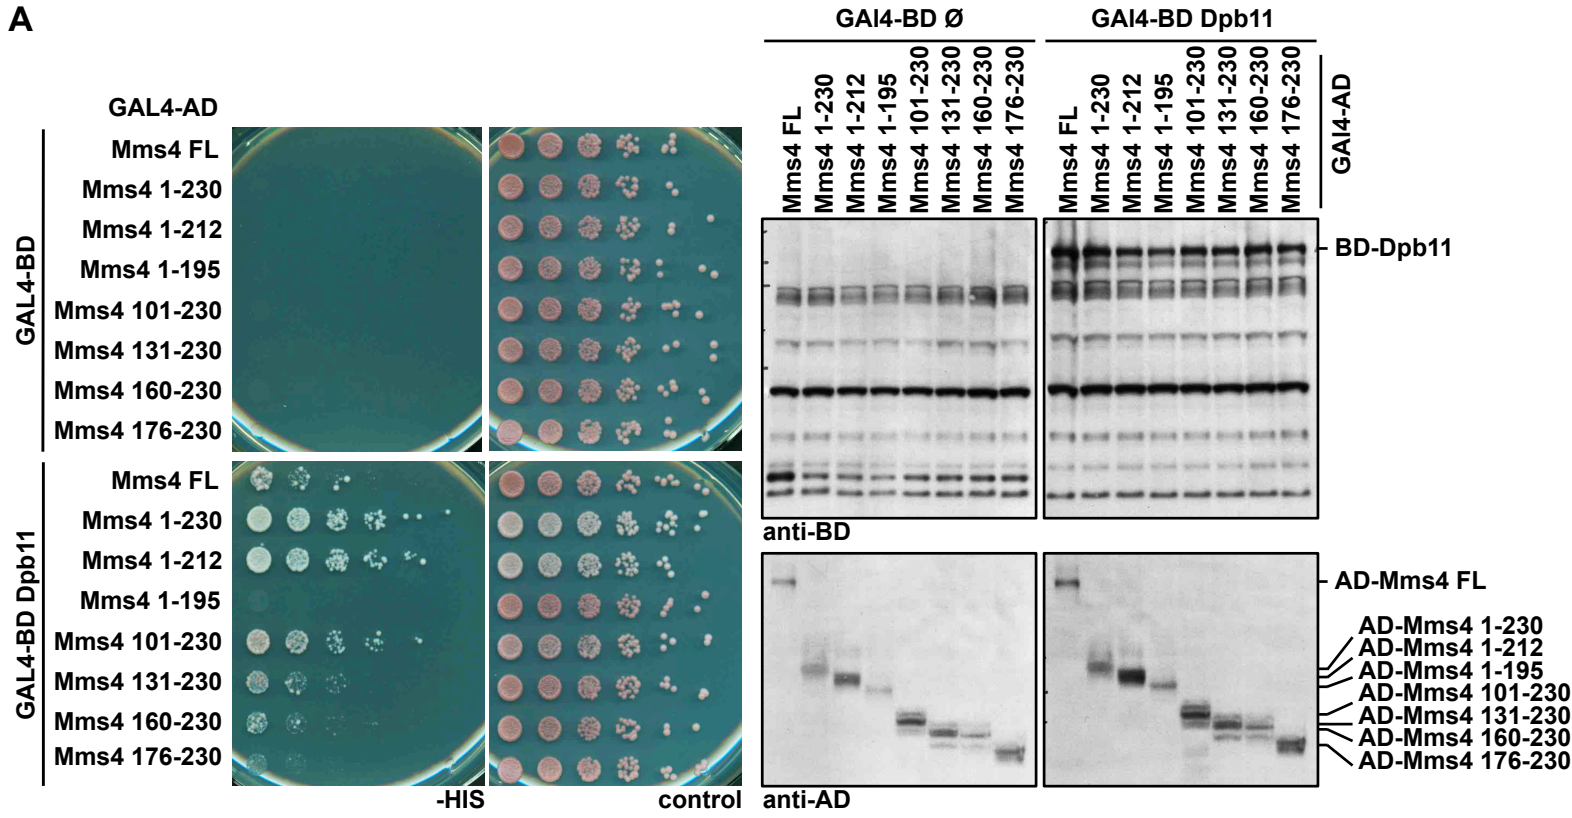 A
GAL4-AD
GAL4-BD
Mms4 FL
Mms4 1-230
Mms4 1-212
Mms4 1-195
Mms4 101-230
Mms4 131-230
Mms4 160-230
Mms4 176-230
GAL4-BD Dpb11
Mms4 FL
Mms4 1-230
Mms4 1-212
Mms4 1-195
Mms4 101-230
Mms4 131-230
Mms4 160-230
Mms4 176-230
-HIS
control
GAl4-BD Ø
GAl4-BD Dpb11
Mms4 FL
Mms4 1-230
Mms4 1-212
Mms4 1-195
Mms4 101-230
Mms4 131-230
Mms4 160-230
Mms4 176-230
Mms4 FL
Mms4 1-230
Mms4 1-212
Mms4 1-195
Mms4 101-230
Mms4 131-230
Mms4 160-230
Mms4 176-230
GAl4-AD
BD-Dpb11
anti-BD
AD-Mms4 FL
AD-Mms4 1-230
AD-Mms4 1-212
AD-Mms4 1-195
AD-Mms4 101-230
AD-Mms4 131-230
AD-Mms4 160-230
AD-Mms4 176-230
anti-AD